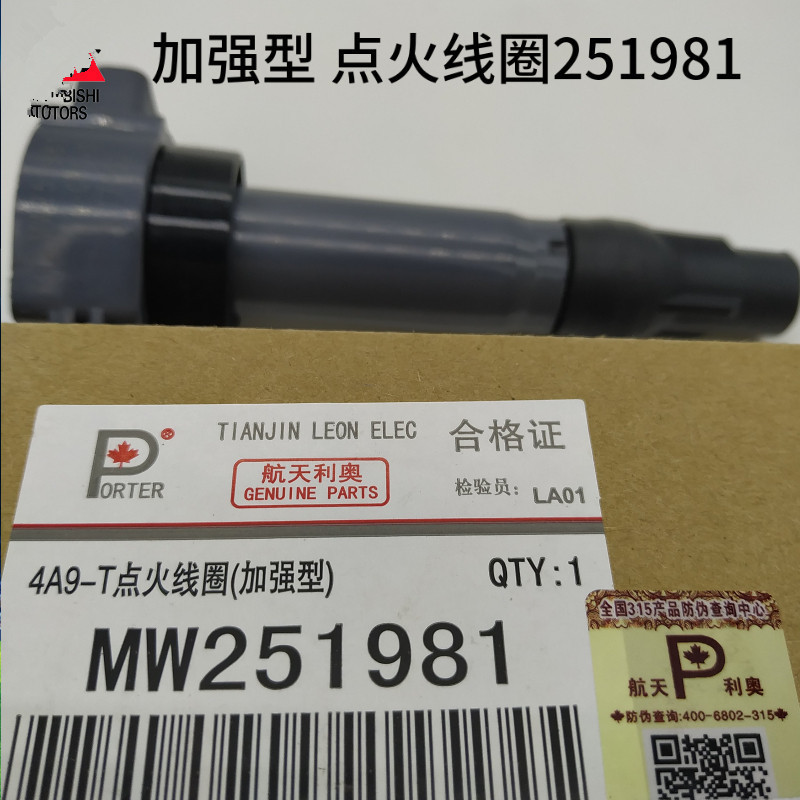 加强型 点火线圈251981
BISHI
MOTORS
PORTER
TIANJIN LEON ELEC
合格证
航天利奥
GENUINE PARTS
检验员: LA01
4A9-T点火线圈(加强型)
QTY:1
MW251981
全国315产品防伪查询中心
航天 P 利奥
防伪查询:400-6802-315